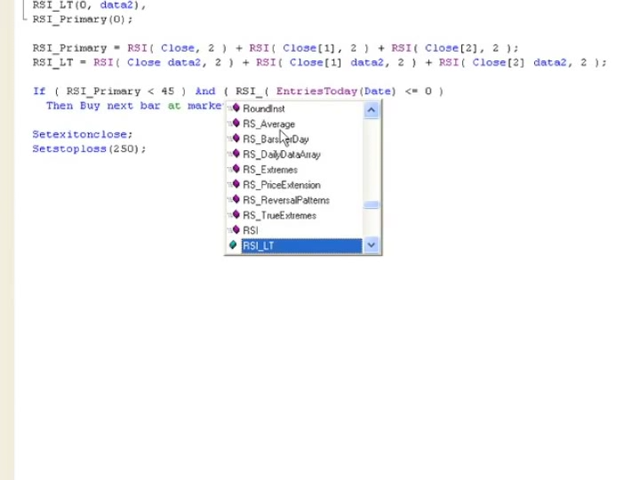 RSI_LT(0, data2),
RSI_Primary(0);
RSI_Primary = RSI( Close, 2 ) + RSI( Close[1], 2 ) + RSI( Close[2], 2 );
RSI_LT = RSI( Close data2, 2 ) + RSI( Close[1] data2, 2 ) + RSI( Close[2] data2, 2 );
If ( RSI_Primary < 45 ) And ( RSI_( EntriesToday(Date) <= 0 )
Then Buy next bar at marke
Setexitonclose;
Setstoploss(250);
RoundInst
RS_Average
RS_BarsPerDay
RS_DailyDataArray
RS_Extremes
RS_PriceExtension
RS_ReversalPatterns
RS_TrueExtremes
RSI
RSI_LT